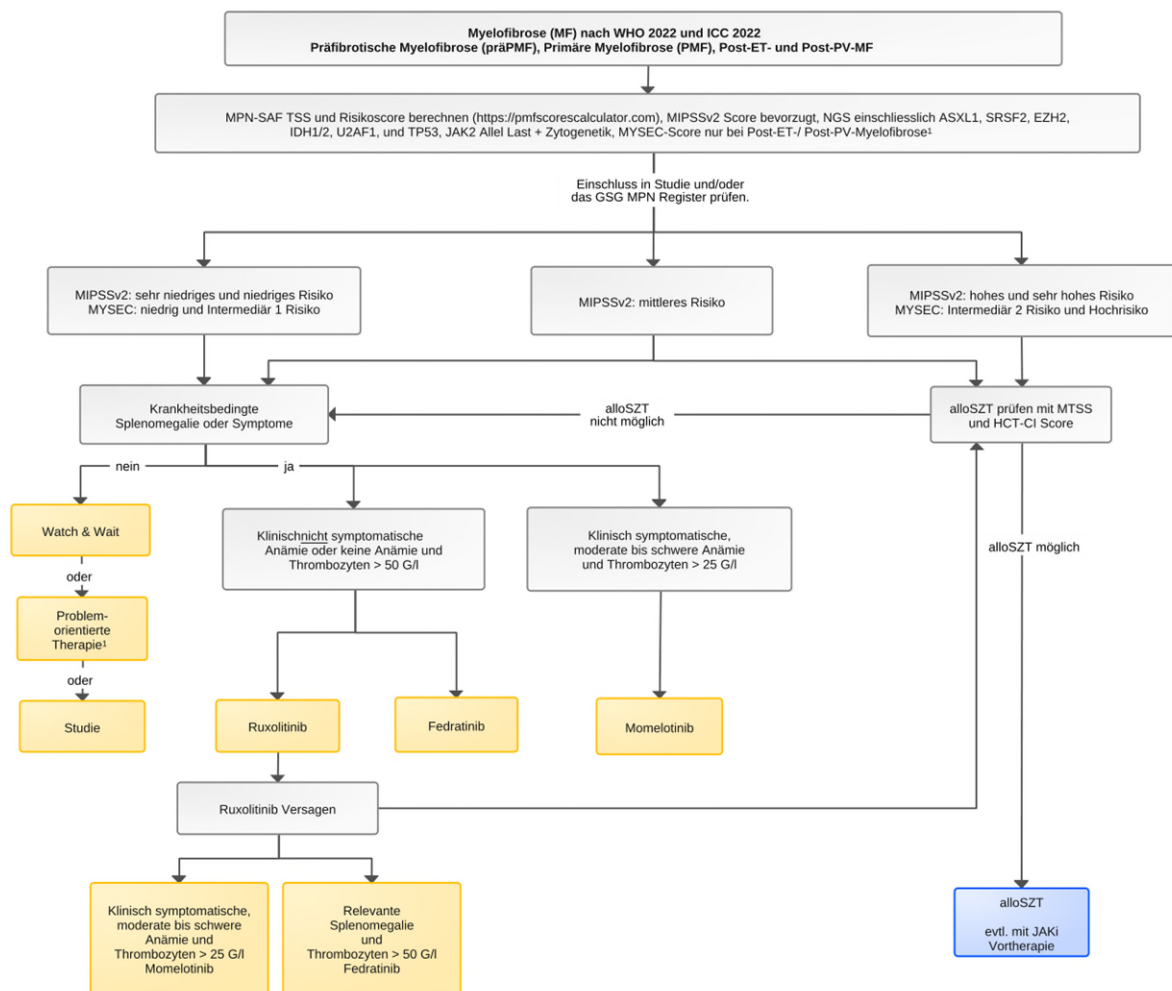 Myelofibrose (MF) nach WHO 2022 und ICC 2022
Präfibrotische Myelofibrose (präPMF), Primäre Myelofibrose (PMF), Post-ET- und Post-PV-MF
MPN-SAF TSS und Risikoscore berechnen (https://pmfscorescalculator.com), MIPSSv2 Score bevorzugt, NGS einschliesslich ASXL1, SRSF2, EZH2,
IDH1/2, U2AF1, und TP53, JAK2 Allel Last + Zytogenetik, MYSEC-Score nur bei Post-ET-/ Post-PV-Myelofibrose¹
Einschluss in Studie und/oder
das GSG MPN Register prüfen.
MIPSSv2: sehr niedriges und niedriges Risiko
MYSEC: niedrig und Intermediär 1 Risiko
MIPSSv2: mittleres Risiko
MIPSSv2: hohes und sehr hohes Risiko
MYSEC: Intermediär 2 Risiko und Hochrisiko
Krankheitsbedingte
Splenomegalie oder Symptome
alloSZT
nicht möglich
alloSZT prüfen mit MTSS
und HCT-CI Score
nein
ja
Watch & Wait
oder
Problem-
orientierte
Therapie¹
oder
Studie
Klinischnicht symptomatische
Anämie oder keine Anämie und
Thrombozyten > 50 G/l
Klinisch symptomatische,
moderate bis schwere Anämie
und Thrombozyten > 25 G/l
alloSZT möglich
Ruxolitinib
Fedratinib
Momelotinib
Ruxolitinib Versagen
Klinisch symptomatische,
moderate bis schwere
Anämie und
Thrombozyten > 25 G/l
Momelotinib
Relevante
Splenomegalie
und
Thrombozyten > 50 G/l
Fedratinib
alloSZT
evtl. mit JAKi
Vortherapie